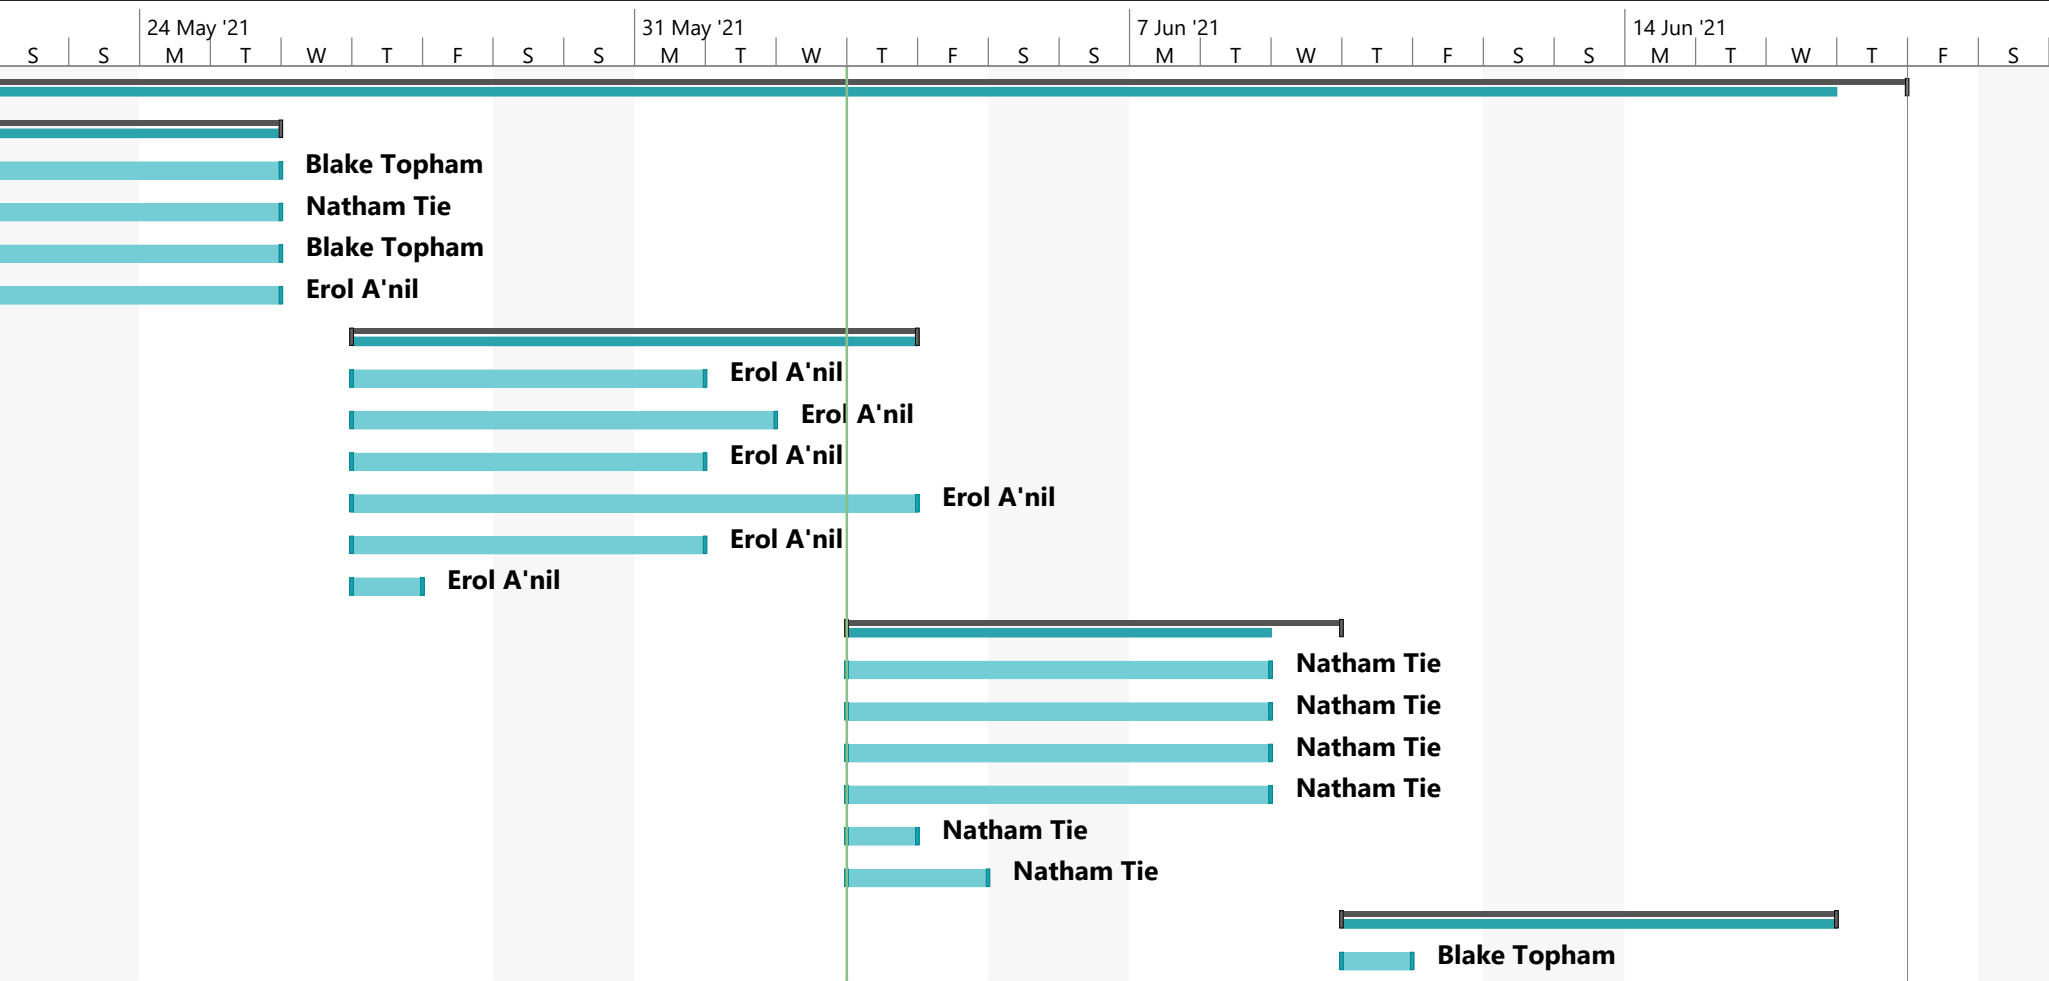 24 May '21 31 May '21 7 Jun '21 14 Jun '21
S S M T W T F S S M T W T F S S M T W T F S S M T W T F S
Blake Topham
Natham Tie
Blake Topham
Erol A'nil
Erol A'nil
Erol A'nil
Erol A'nil
Erol A'nil
Erol A'nil
Erol A'nil
Natham Tie
Natham Tie
Natham Tie
Natham Tie
Natham Tie
Natham Tie
Blake Topham